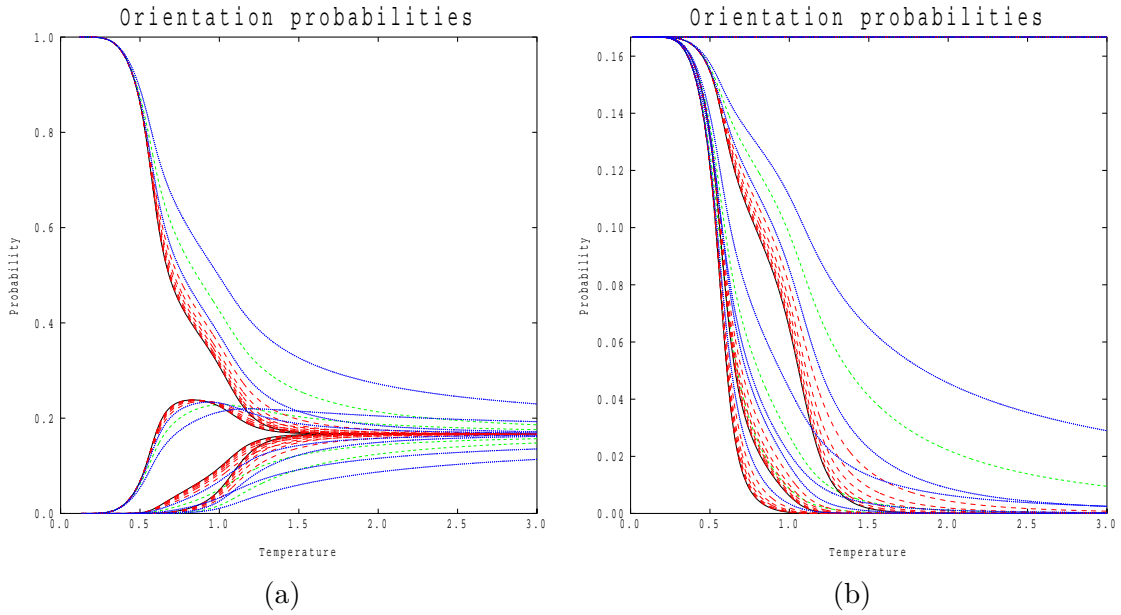 Orientation probabilities
1.0
0.8
0.6
0.4
0.2
0.0
Probability
0.0 0.5 1.0 1.5 2.0 2.5 3.0
Temperature
(a)
Orientation probabilities
0.16
0.14
0.12
0.10
0.08
0.06
0.04
0.02
0.00
Probability
0.0 0.5 1.0 1.5 2.0 2.5 3.0
Temperature
(b)